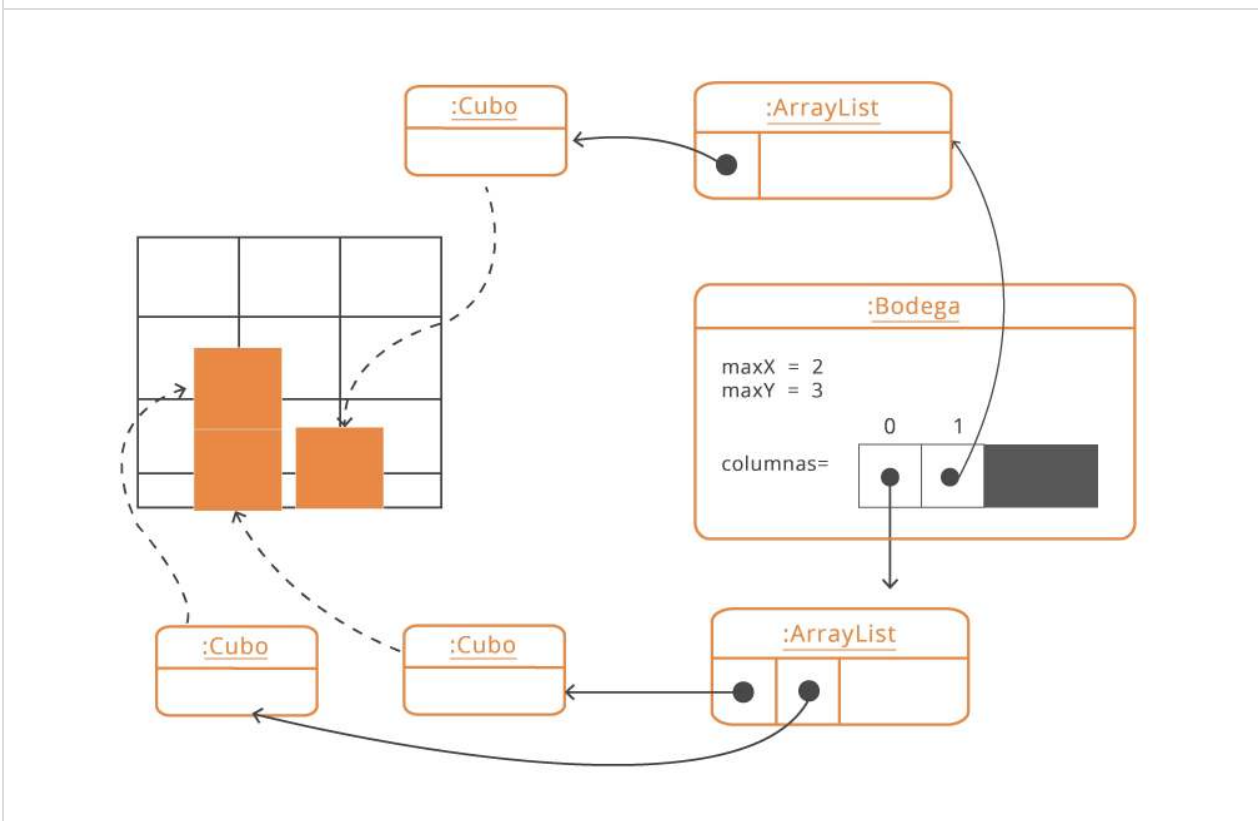 :Cubo
:ArrayList
:Bodega
maxX = 2
maxY = 3
0 1
columnas=
:Cubo
:Cubo
:ArrayList